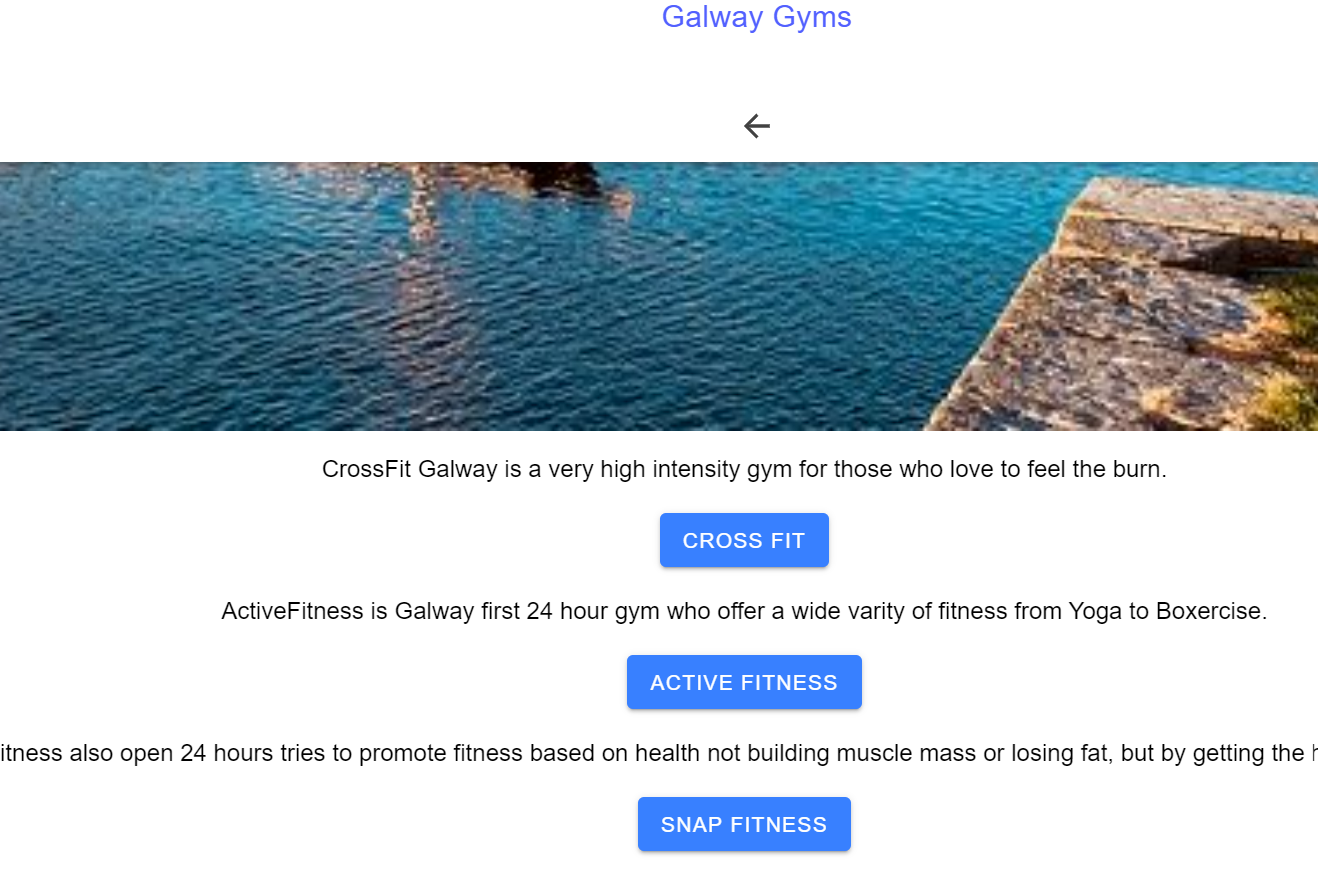 Galway Gyms
CrossFit Galway is a very high intensity gym for those who love to feel the burn.
CROSS FIT
ActiveFitness is Galway first 24 hour gym who offer a wide varity of fitness from Yoga to Boxercise.
ACTIVE FITNESS
itness also open 24 hours tries to promote fitness based on health not building muscle mass or losing fat, but by getting the
SNAP FITNESS